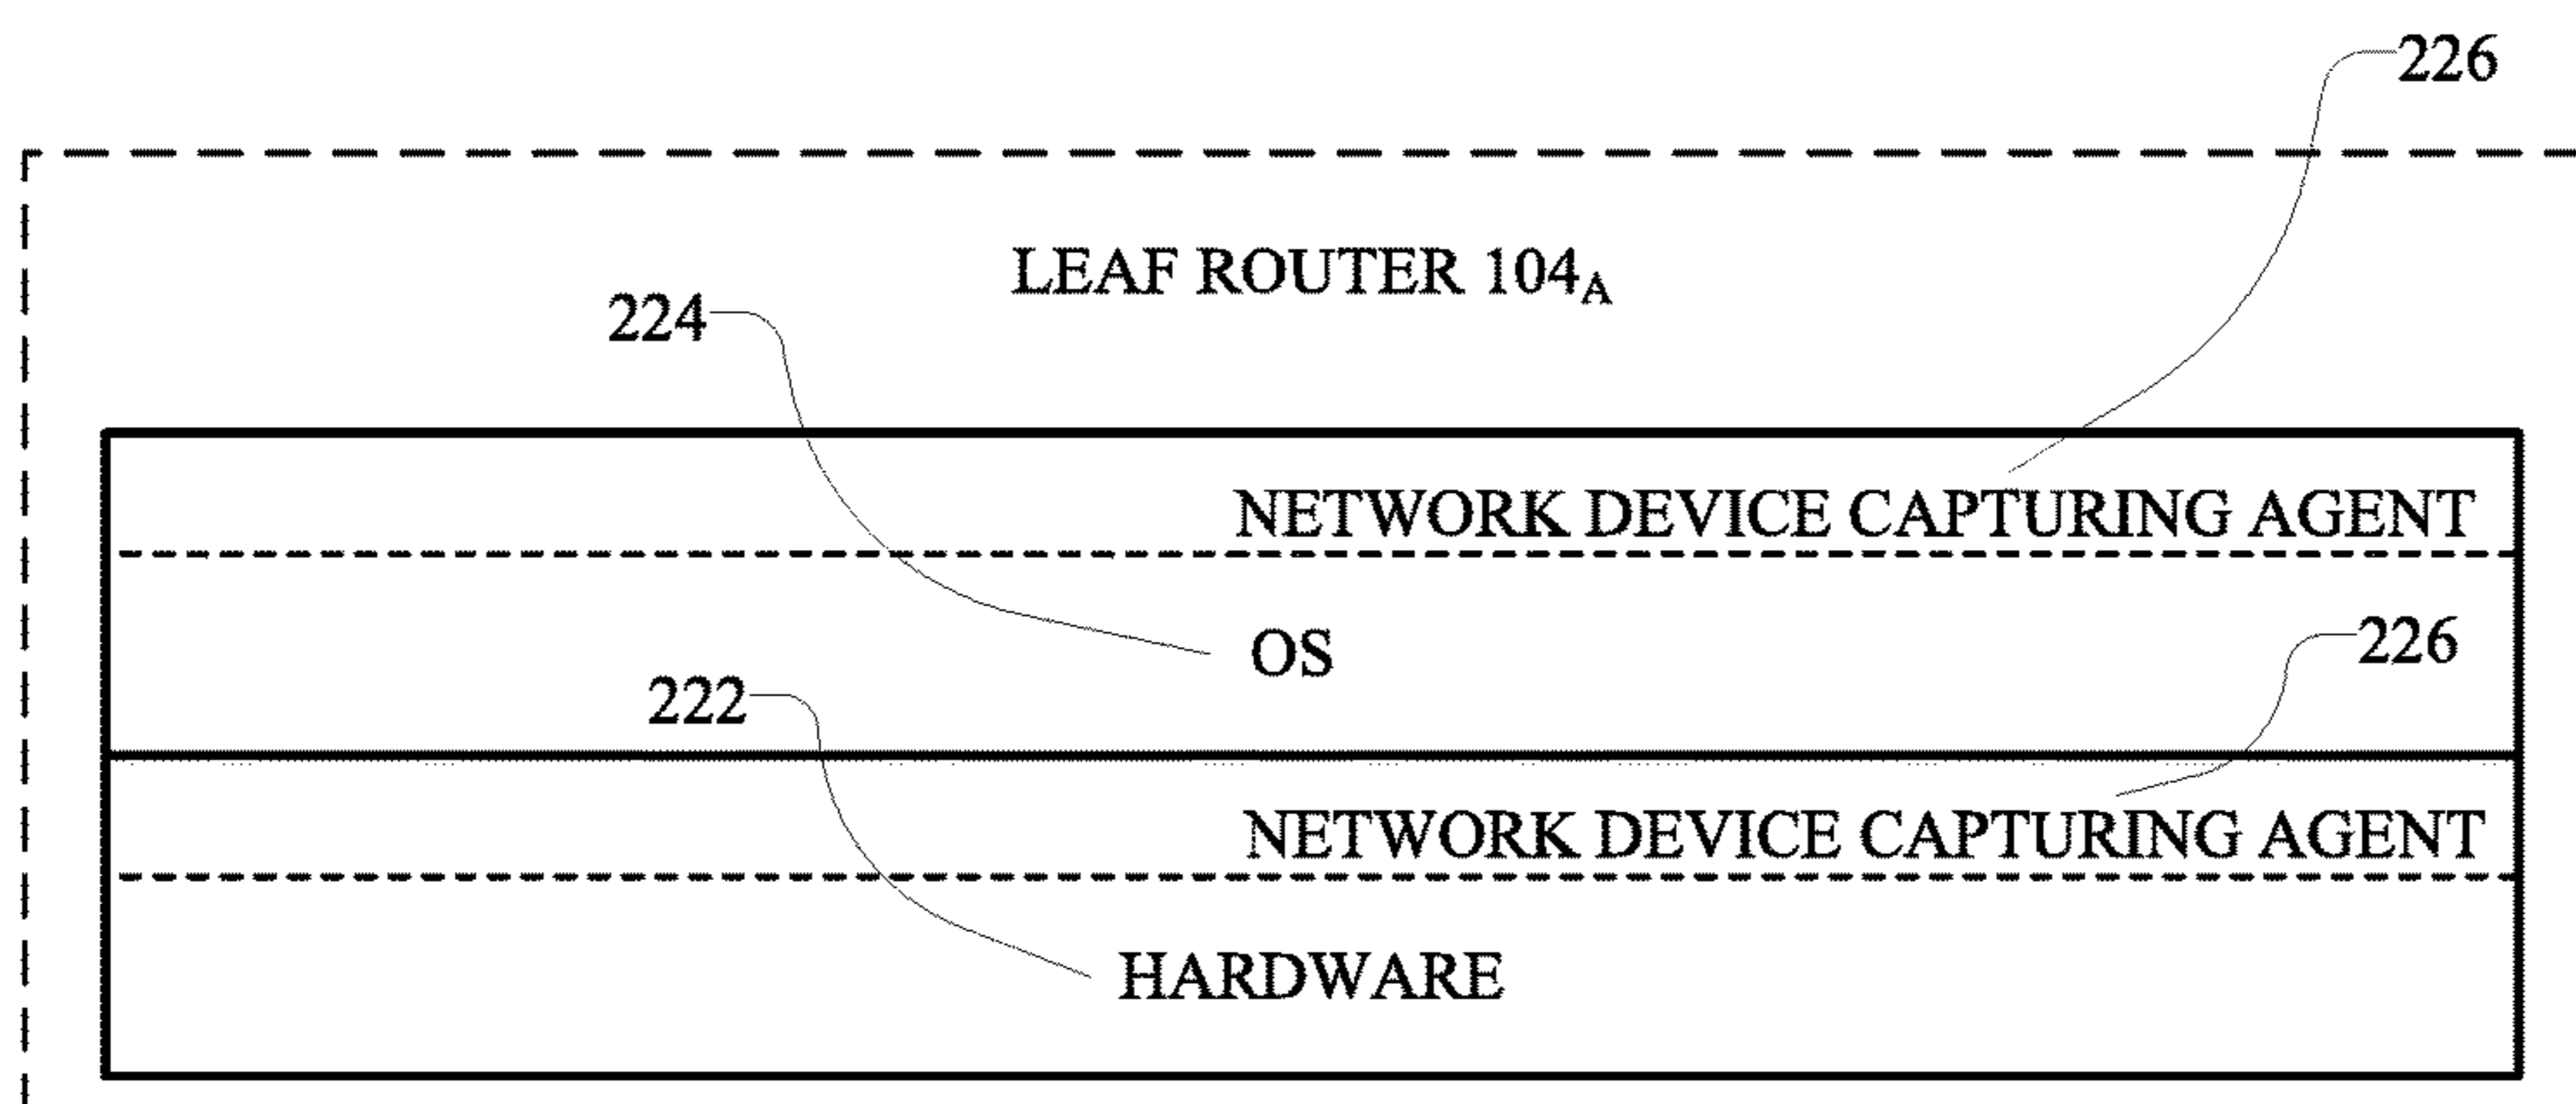 226
LEAF ROUTER 104A
224
NETWORK DEVICE CAPTURING AGENT
OS
226
222
NETWORK DEVICE CAPTURING AGENT
HARDWARE